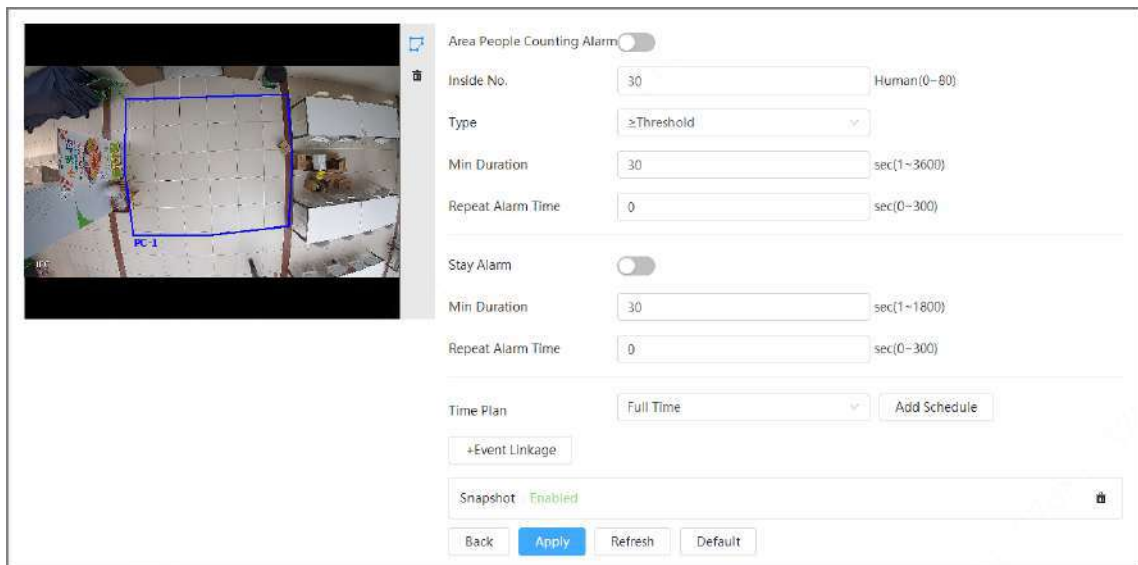 Area People Counting Alarm
Inside No.
30
Human(0~80)
Type
≥Threshold
Min Duration
30
sec(1~3600)
Repeat Alarm Time
0
sec(0~300)
PC-1
IPC
Stay Alarm
Min Duration
30
sec(1~1800)
Repeat Alarm Time
0
sec(0~300)
Time Plan
Full Time
Add Schedule
+Event Linkage
Snapshot Enabled
Back
Apply
Refresh
Default